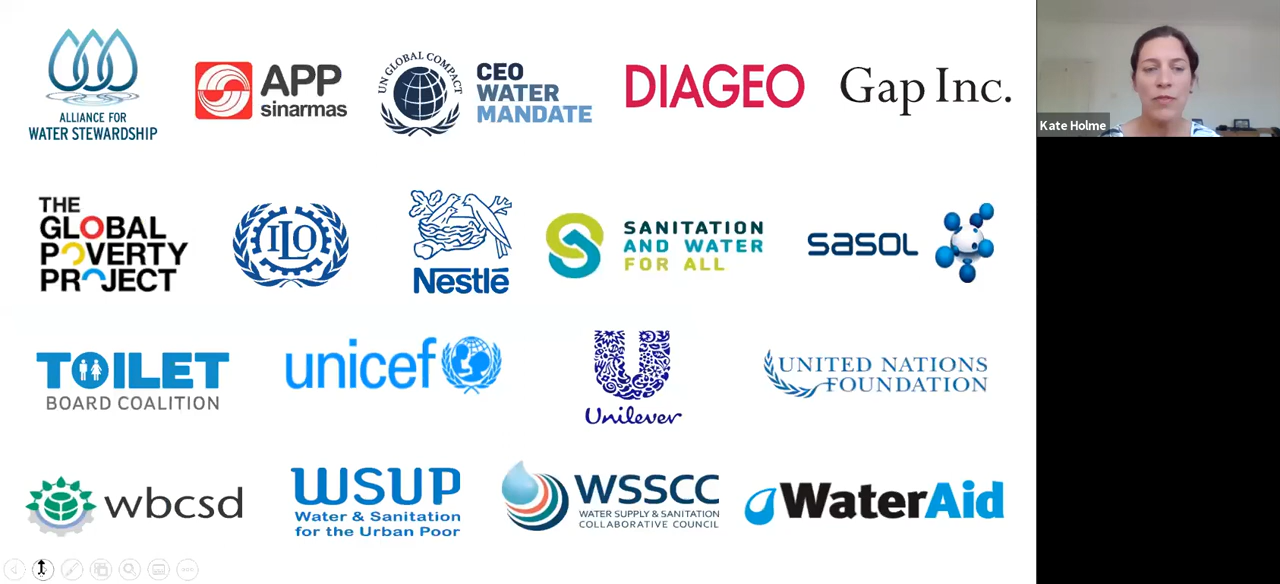 ALLIANCE FOR
WATER STEWARDSHIP
APP
sinarmas
UN GLOBAL COMPACT
CEO
WATER
MANDATE
DIAGEO
Gap Inc.
Kate Holme
THE
GLOBAL
POVERTY
PROJECT
ILO
Nestlé
SANITATION
AND WATER
FOR ALL
sasol
TOILET
BOARD COALITION
unicef
U
Unilever
UNITED NATIONS
FOUNDATION
wbcsd
WSUP
Water & Sanitation
for the Urban Poor
WSSCC
WATER SUPPLY & SANITATION
COLLABORATIVE COUNCIL
WaterAid